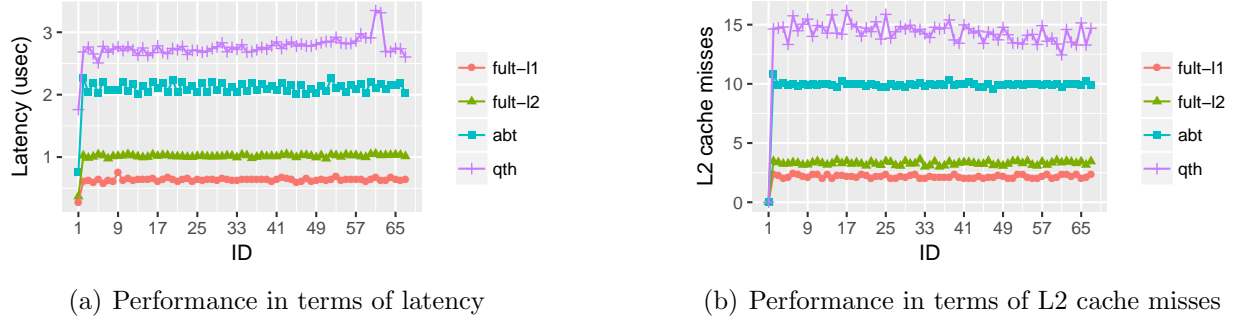 3
2
1
Latency (usec)
1 9 17 25 33 41 49 57 65
ID
fult−l1
fult−l2
abt
qth
(a) Performance in terms of latency
15
10
5
0
L2 cache misses
1 9 17 25 33 41 49 57 65
ID
fult−l1
fult−l2
abt
qth
(b) Performance in terms of L2 cache misses